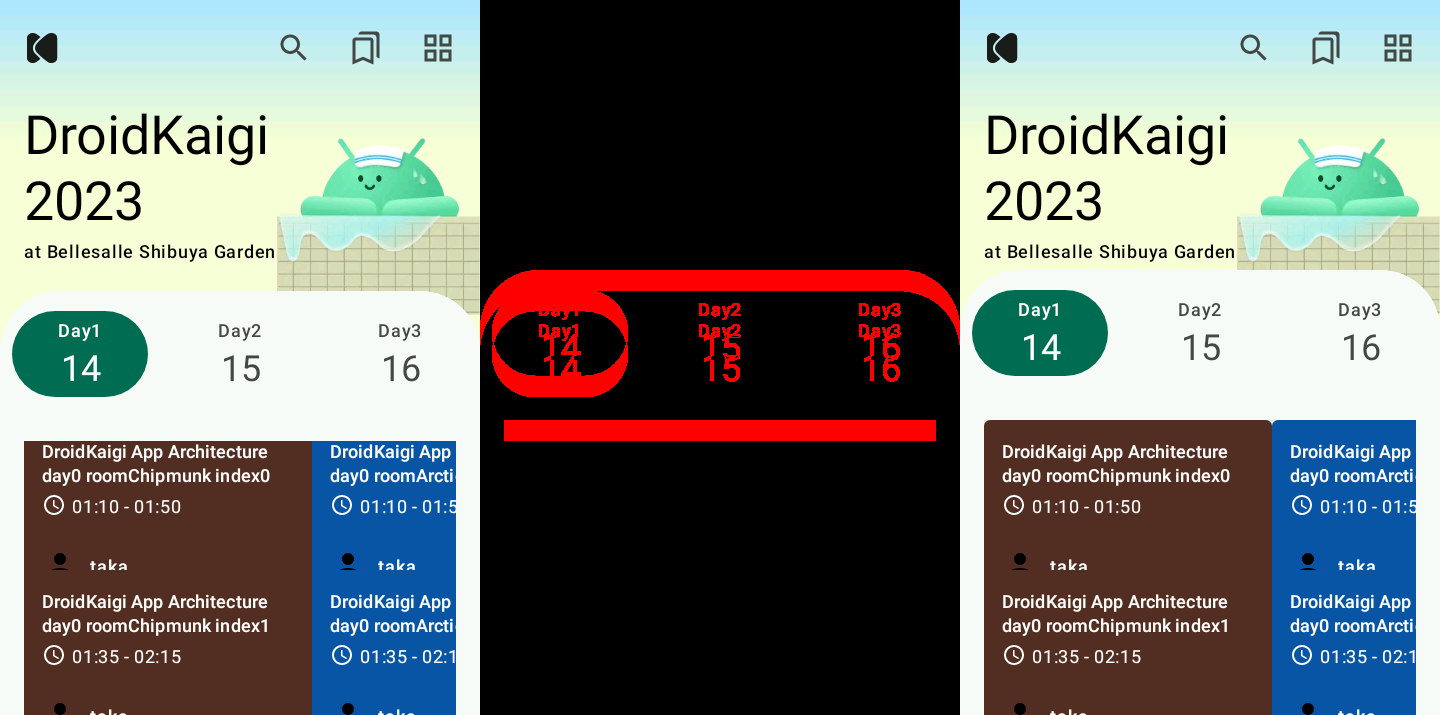 DroidKaigi
2023
at Bellesalle Shibuya Garden
Day1 Day2 Day3
14 15 16
DroidKaigi App Architecture
day0 roomChipmunk index0
01:10 - 01:50
taka
DroidKaigi App Architecture
day0 roomChipmunk index1
01:35 - 02:15
taka
DroidKaigi App
day0 roomArcti
01:10 - 01:5
taka
DroidKaigi App
day0 roomArcti
01:35 - 02:1
taka
Day1 Day2 Day3
Day1 Day2 Day3
14 15 16
14 15 16
DroidKaigi
2023
at Bellesalle Shibuya Garden
Day1 Day2 Day3
14 15 16
DroidKaigi App Architecture
day0 roomChipmunk index0
01:10 - 01:50
taka
DroidKaigi App Architecture
day0 roomChipmunk index1
01:35 - 02:15
taka
DroidKaigi App
day0 roomArcti
01:10 - 01:5
taka
DroidKaigi App
day0 roomArcti
01:35 - 02:1
taka